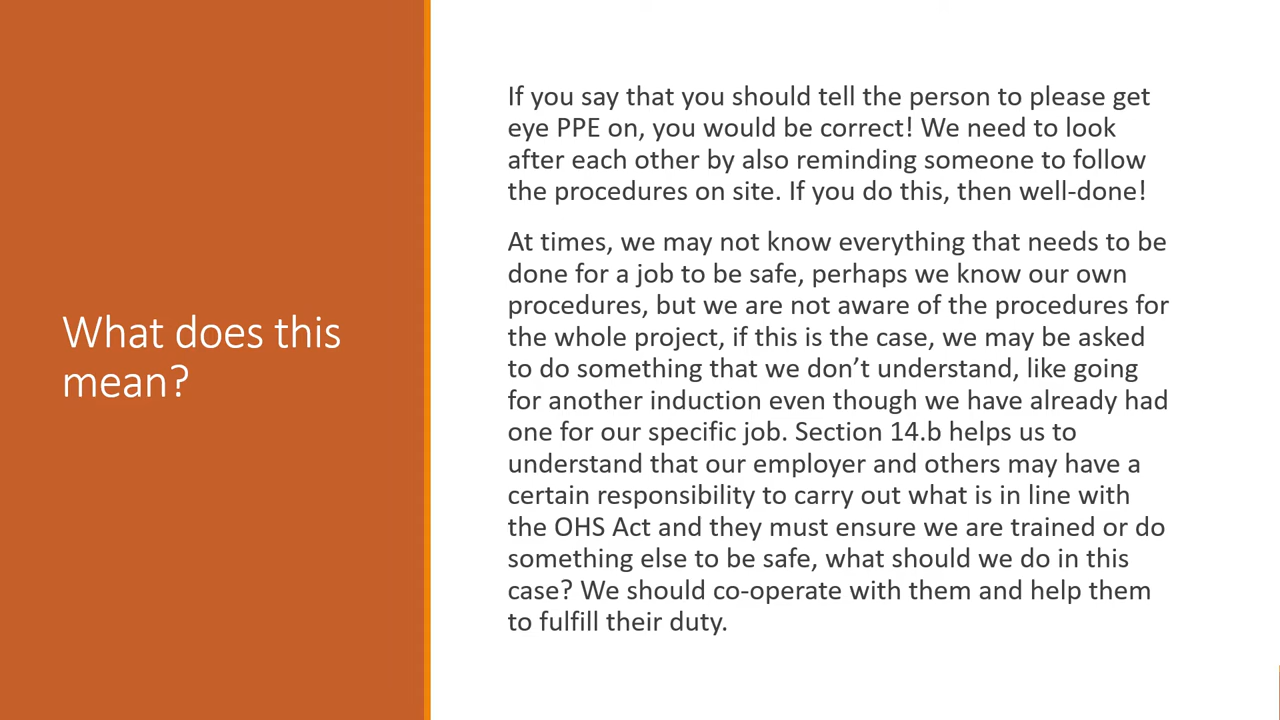 What does this
mean?
If you say that you should tell the person to please get
eye PPE on, you would be correct! We need to look
after each other by also reminding someone to follow
the procedures on site. If you do this, then well-done!
At times, we may not know everything that needs to be
done for a job to be safe, perhaps we know our own
procedures, but we are not aware of the procedures for
the whole project, if this is the case, we may be asked
to do something that we don’t understand, like going
for another induction even though we have already had
one for our specific job. Section 14.b helps us to
understand that our employer and others may have a
certain responsibility to carry out what is in line with
the OHS Act and they must ensure we are trained or do
something else to be safe, what should we do in this
case? We should co-operate with them and help them
to fulfill their duty.